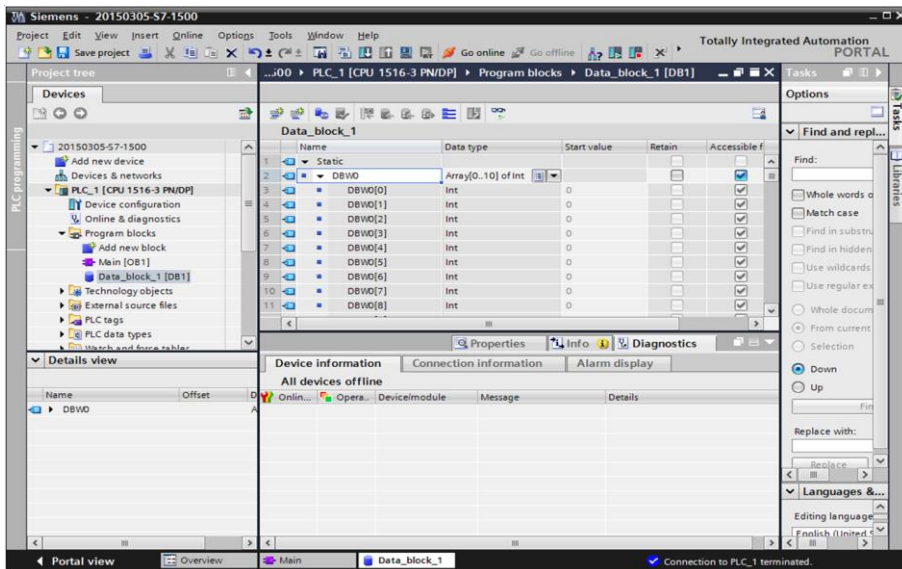 Siemens - 20150305-S7-1500
Project Edit View Insert Online Options Tools Window Help
Totally Integrated Automation
PORTAL
Save project
Go online
Go offline
Project tree
...00 PLC_1 [CPU 1516-3 PN/DP] Program blocks Data_block_1 [DB1]
Tasks
Devices
Options
PLC programming
Tasks
Libraries
20150305-S7-1500
Add new device
Devices & networks
PLC_1 [CPU 1516-3 PN/DP]
Device configuration
Online & diagnostics
Program blocks
Add new block
Main [OB1]
Data_block_1 [DB1]
Technology objects
External source files
PLC tags
PLC data types
Watch and force tables
Details view
Name Offset D
DBW0 A
Data_block_1
Name Data type Start value Retain Accessible f
1 Static
2 DBW0 Array[0..10] of Int
3 DBW0[0] Int 0
4 DBW0[1] Int 0
5 DBW0[2] Int 0
6 DBW0[3] Int 0
7 DBW0[4] Int 0
8 DBW0[5] Int 0
9 DBW0[6] Int 0
10 DBW0[7] Int 0
11 DBW0[8] Int 0
Properties Info Diagnostics
Device information Connection information Alarm display
All devices offline
Onlin... Opera... Device/module Message Details
Find and repl...
Find:
Whole words o
Match case
Find in substru
Find in hidden
Use wildcards
Use regular ex
Whole docum
From current
Selection
Down
Up
Fin
Replace with:
Replace
Languages &...
Editing language
English (United
Portal view Overview Main Data_block_1 Connection to PLC_1 terminated.